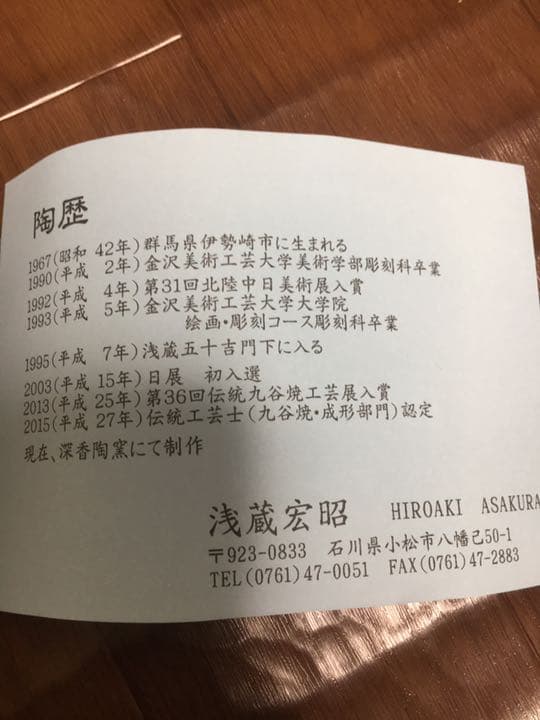 陶歴
1967(昭和 42年)群馬県伊勢崎市に生まれる
1990(平成 2年)金沢美術工芸大学美術学部彫刻科卒業
1992(平成 4年)第31回北陸中日美術展入賞
1993(平成 5年)金沢美術工芸大学大学院
絵画・彫刻コース彫刻科卒業
1995(平成 7年)浅蔵五十吉門下に入る
2003(平成 15年)日展 初入選
2013(平成 25年)第36回伝統九谷焼工芸展入賞
2015(平成 27年)伝統工芸士(九谷焼・成形部門)認定
現在、深香陶窯にて制作
浅蔵宏昭 HIROAKI ASAKURA
〒923-0833 石川県小松市八幡己50-1
TEL(0761)47-0051 FAX(0761)47-2883